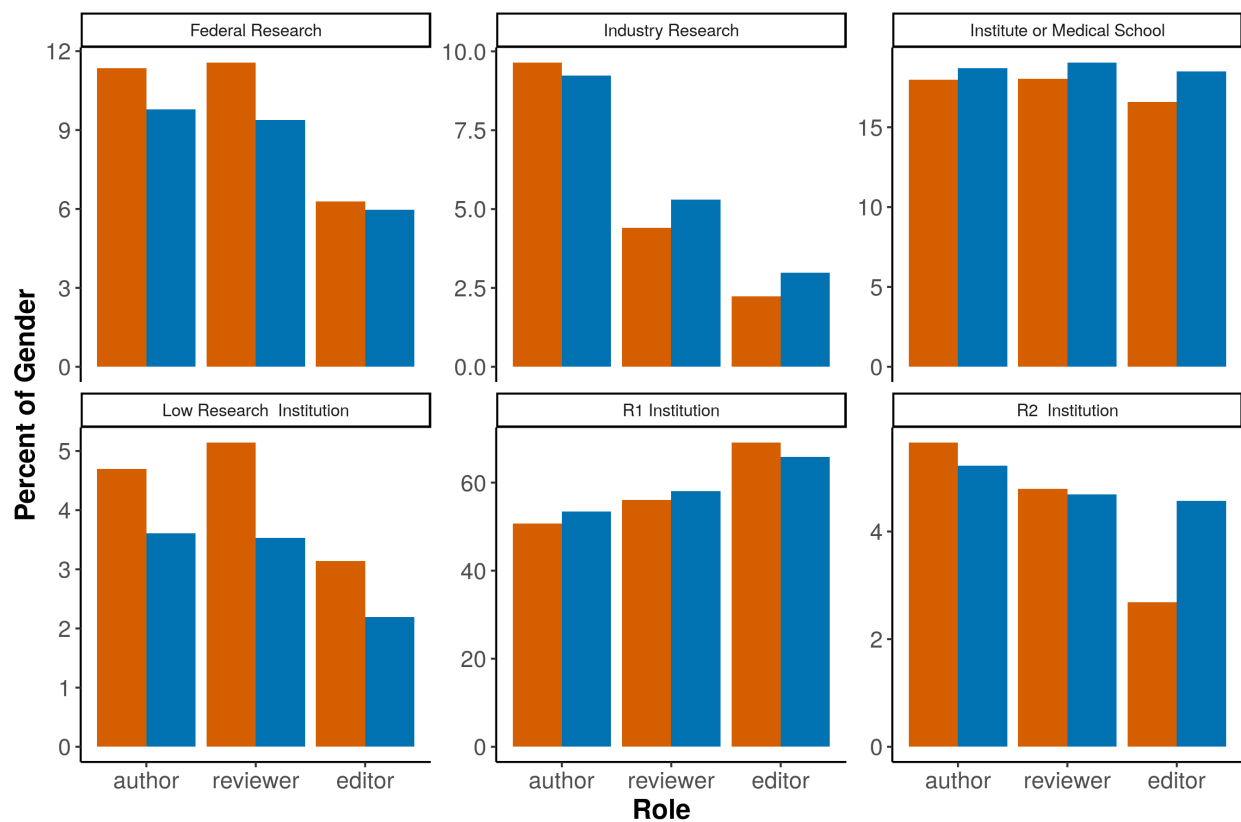 Federal Research
Industry Research
Institute or Medical School
12
9
6
3
0
10.0
7.5
5.0
2.5
0.0
15
10
5
0
Percent of Gender
Low Research  Institution
R1 Institution
R2  Institution
5
4
3
2
1
0
60
40
20
0
4
2
0
author reviewer editor
author reviewer editor
author reviewer editor
Role